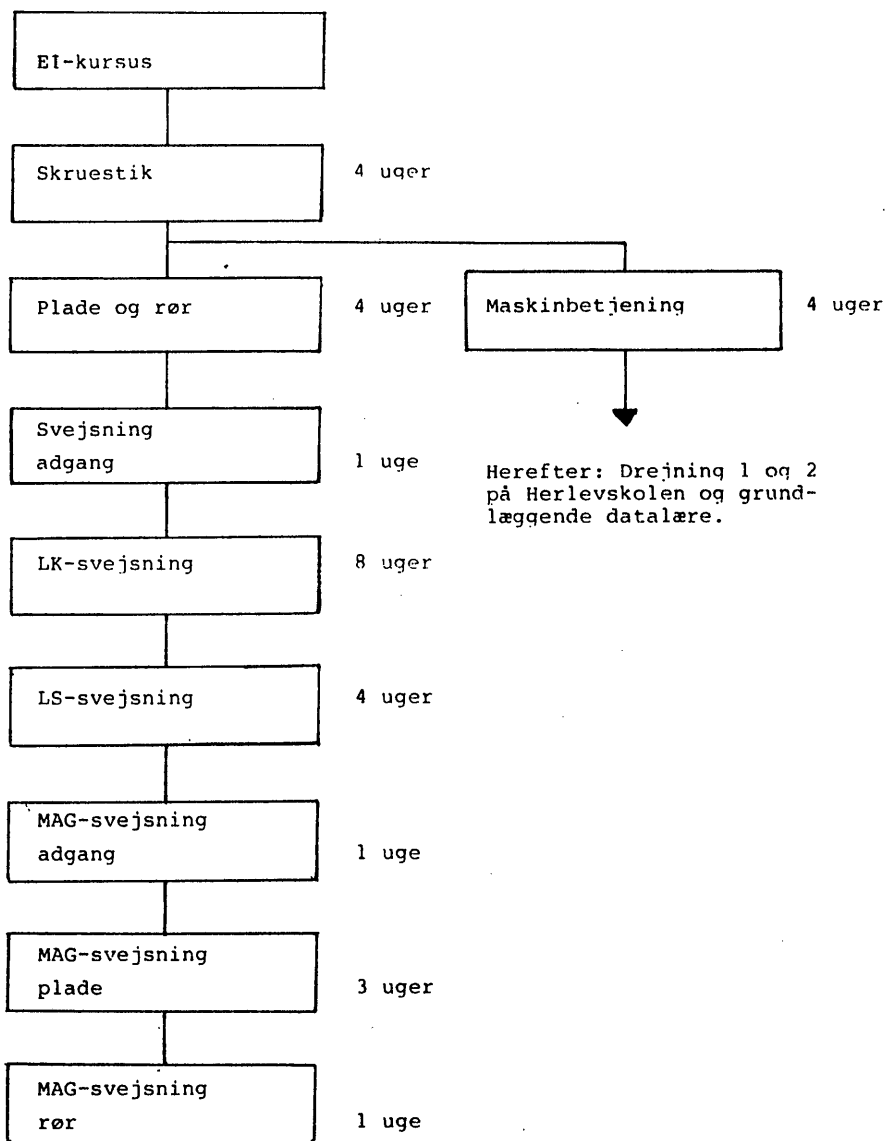 EI-kursus
Skruestik
4 uger
Plade og rør
4 uger
Maskinbetjening
4 uger
Svejsning
adgang
1 uge
Herefter: Drejning 1 og 2
på Herlevskolen og grund-
læggende datalære.
LK-svejsning
8 uger
LS-svejsning
4 uger
MAG-svejsning
adgang
1 uge
MAG-svejsning
plade
3 uger
MAG-svejsning
rør
1 uge